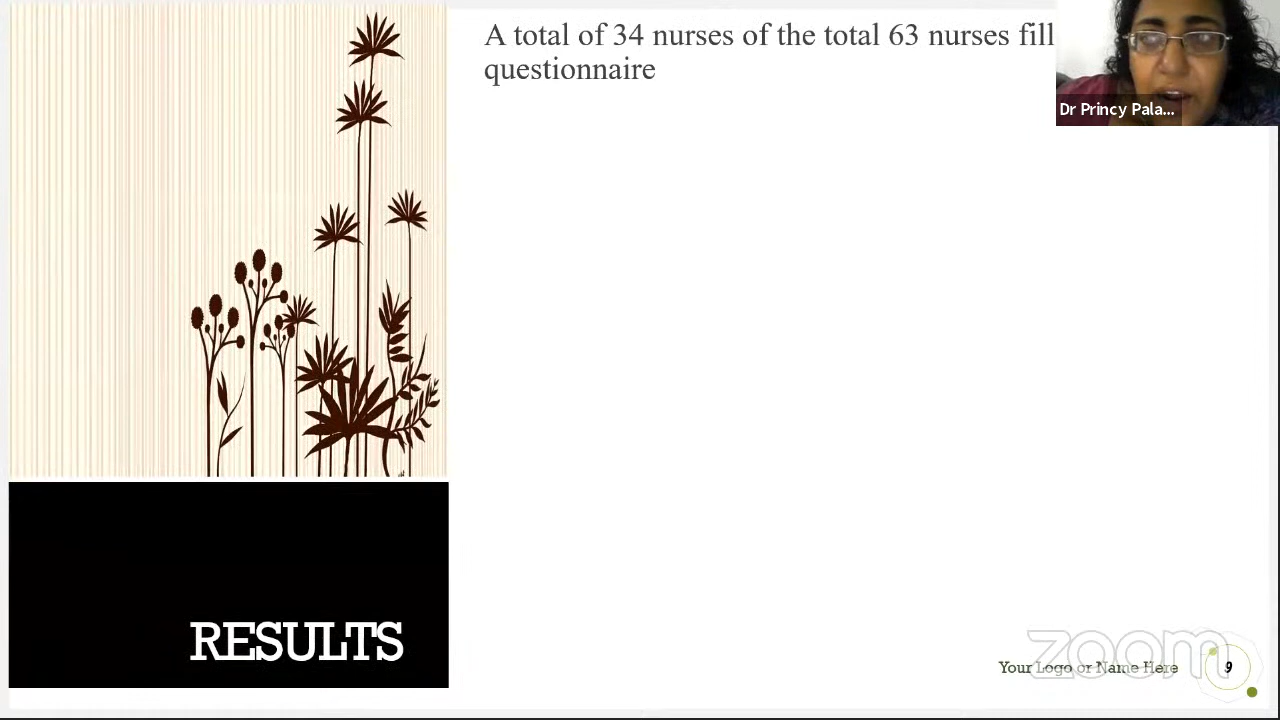 A total of 34 nurses of the total 63 nurses fill
questionnaire
Dr Princy Pala...
RESULTS
Your Logo or Name Here
9
zoom